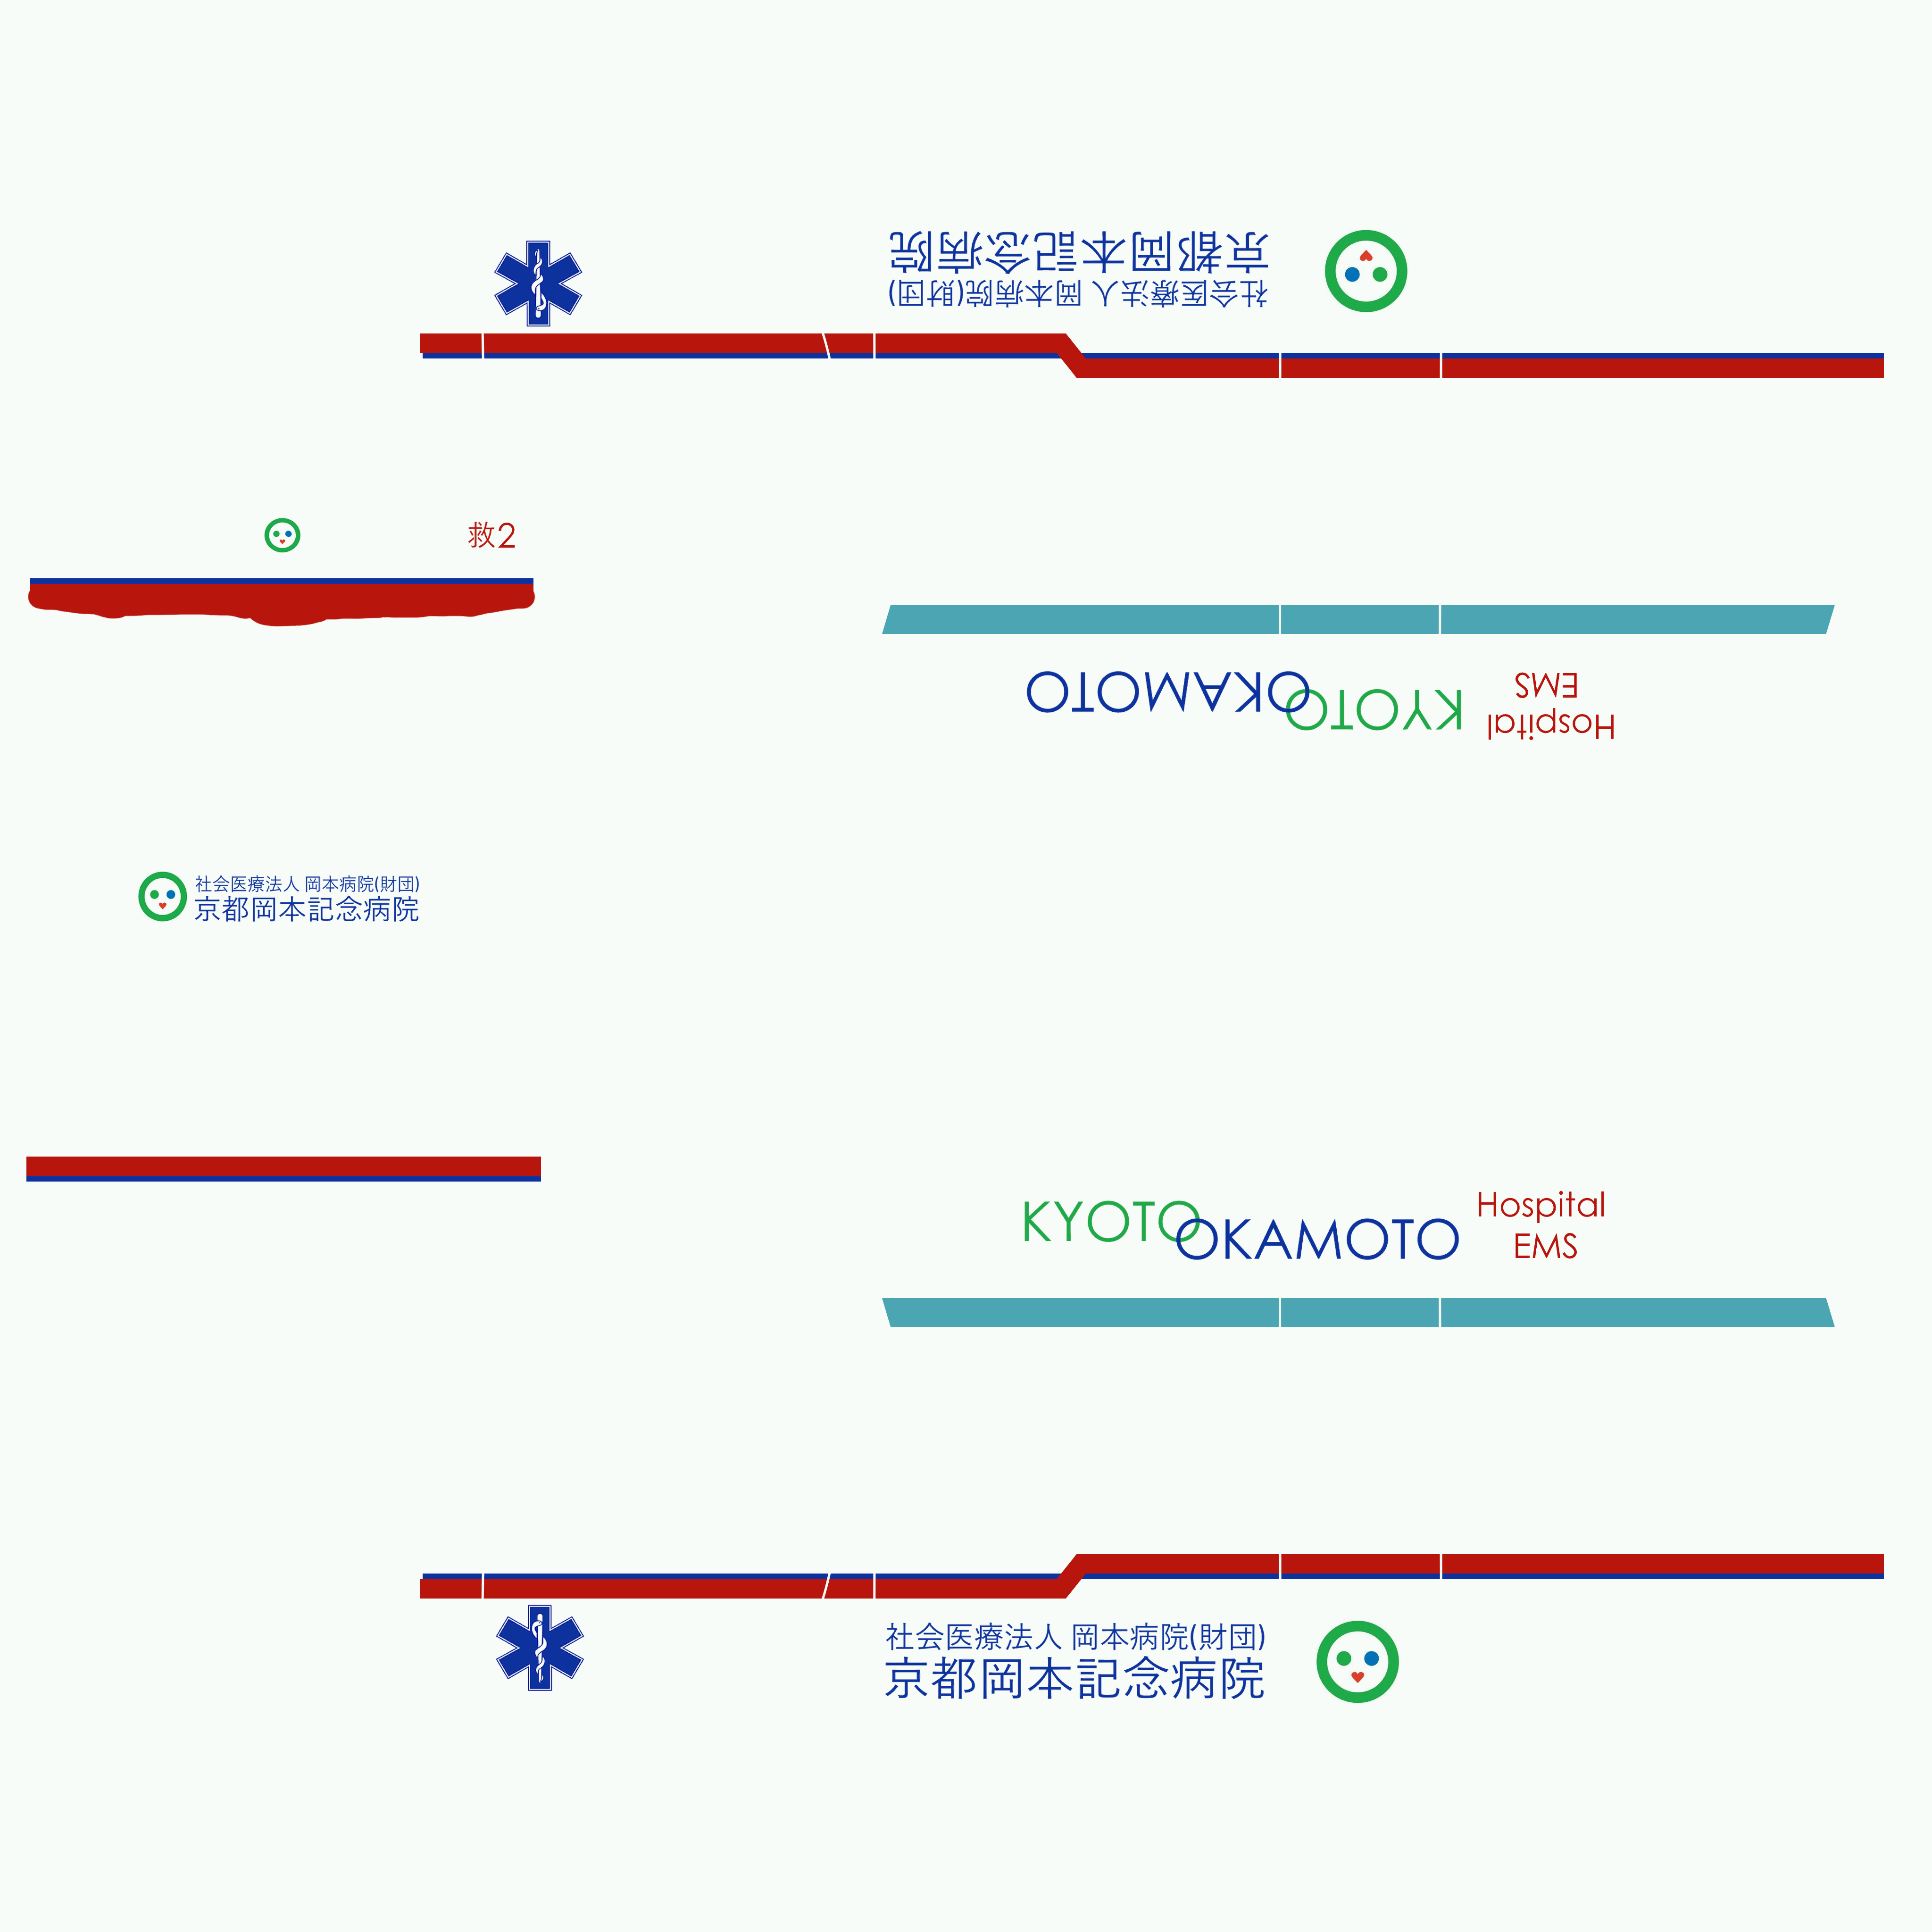 京都岡本記念病院
社会医療法人 岡本病院(財団)
救2
OKAMOTO
KYOTO
EMS
Hospital
社会医療法人 岡本病院(財団)
京都岡本記念病院
KYOTO
OKAMOTO
Hospital
EMS
社会医療法人 岡本病院(財団)
京都岡本記念病院